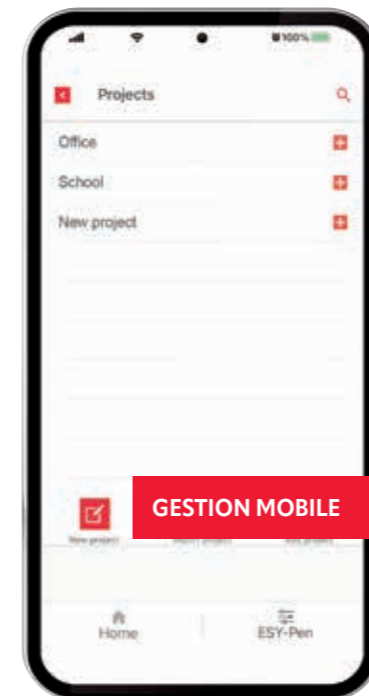 100%
Projects
Office
School
New project
GESTION MOBILE
New project
Home
ESY-Pen